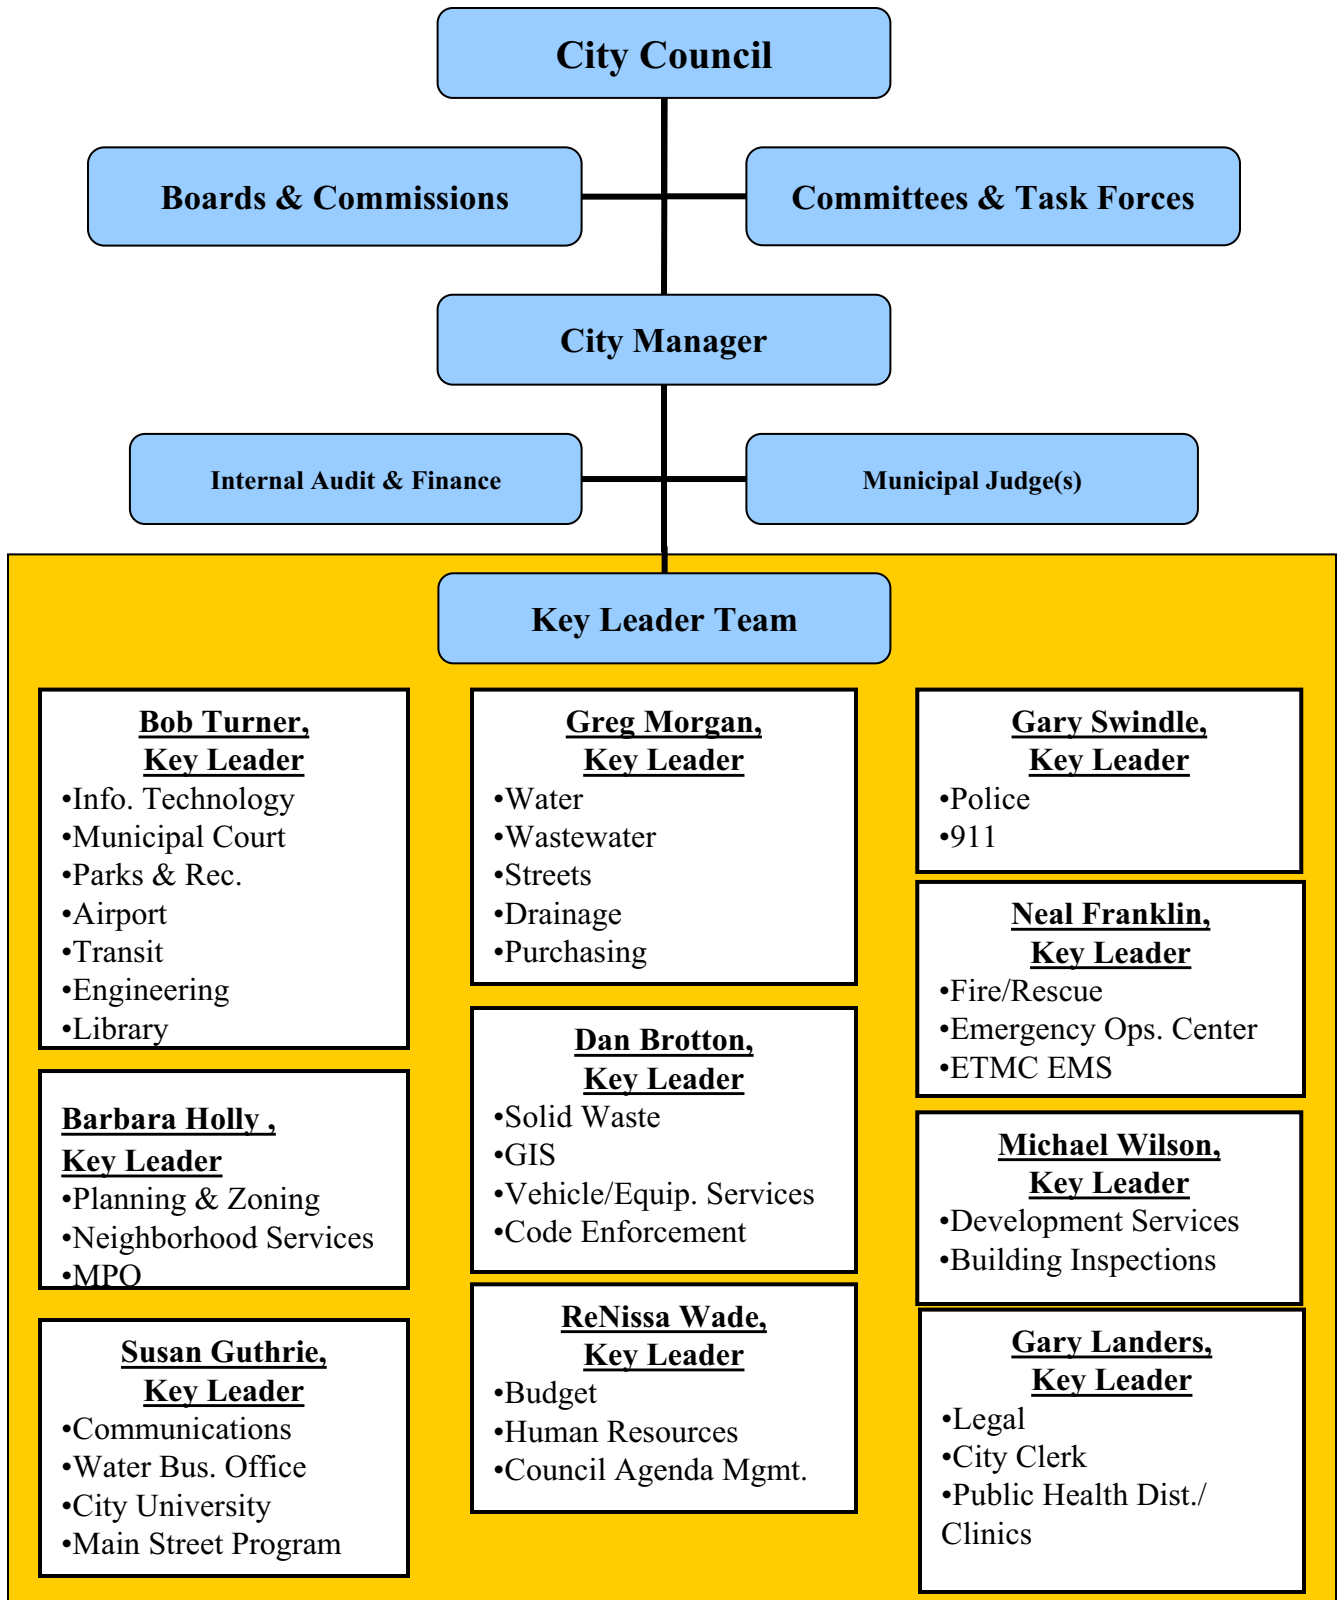 City Council
Boards & Commissions
Committees & Task Forces
City Manager
Internal Audit & Finance
Municipal Judge(s)
Key Leader Team
Bob Turner,
Key Leader
•Info. Technology
•Municipal Court
•Parks & Rec.
•Airport
•Transit
•Engineering
•Library
Barbara Holly ,
Key Leader
•Planning & Zoning
•Neighborhood Services
•MPO
Susan Guthrie,
Key Leader
•Communications
•Water Bus. Office
•City University
•Main Street Program
Greg Morgan,
Key Leader
•Water
•Wastewater
•Streets
•Drainage
•Purchasing
Dan Brotton,
Key Leader
•Solid Waste
•GIS
•Vehicle/Equip. Services
•Code Enforcement
ReNissa Wade,
Key Leader
•Budget
•Human Resources
•Council Agenda Mgmt.
Gary Swindle,
Key Leader
•Police
•911
Neal Franklin,
Key Leader
•Fire/Rescue
•Emergency Ops. Center
•ETMC EMS
Michael Wilson,
Key Leader
•Development Services
•Building Inspections
Gary Landers,
Key Leader
•Legal
•City Clerk
•Public Health Dist./
Clinics